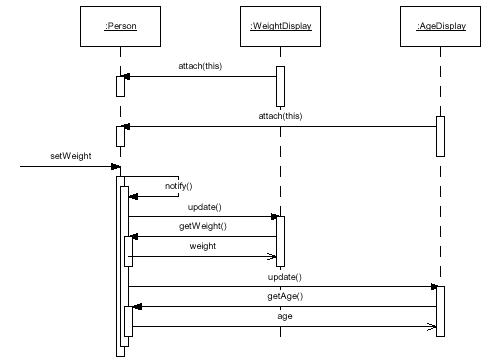 :Person
:WeightDisplay
:AgeDisplay
attach(this)
attach(this)
setWeight
notify()
update()
getWeight()
weight
update()
getAge()
age